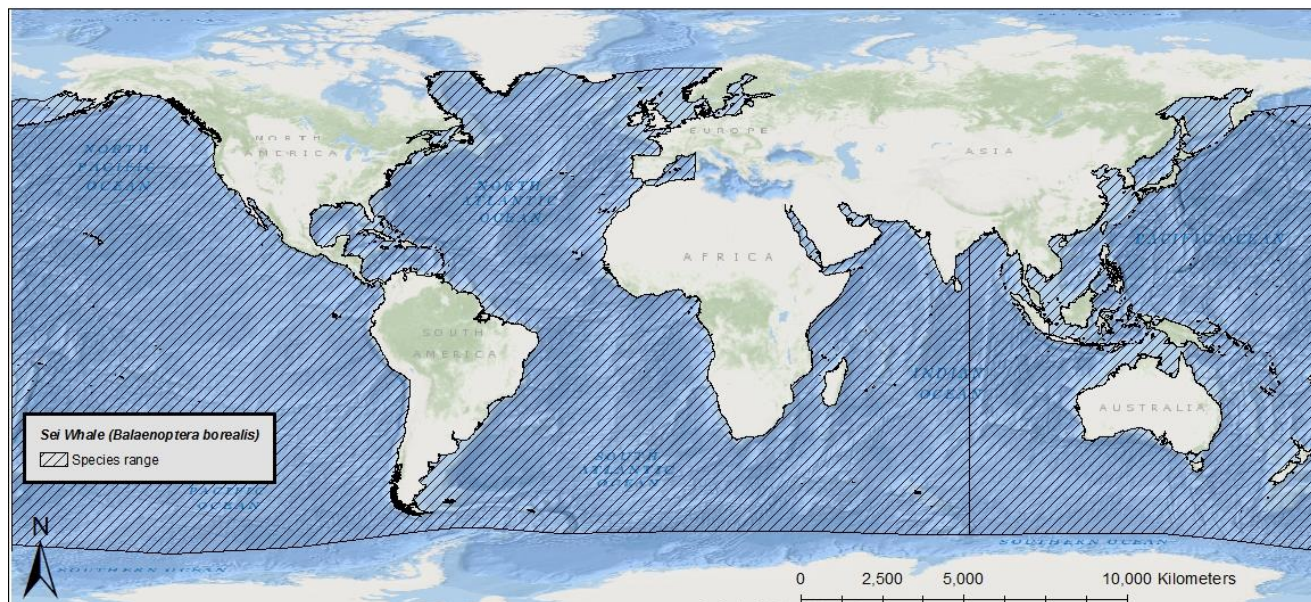 NORTH
AMERICA
NORTH
PACIFIC
OCEAN
NORTH
ATLANTIC
OCEAN
EUROPE
ASIA
PACIFIC OCEAN
AFRICA
SOUTH
AMERICA
INDIAN
OCEAN
AUSTRALIA
SOUTH
ATLANTIC
OCEAN
Sei Whale (Balaenoptera borealis)
Species range
PACIFIC
OCEAN
N
SOUTHERN OCEAN
SOUTHERN OCEAN
0 2,500 5,000 10,000 Kilometers